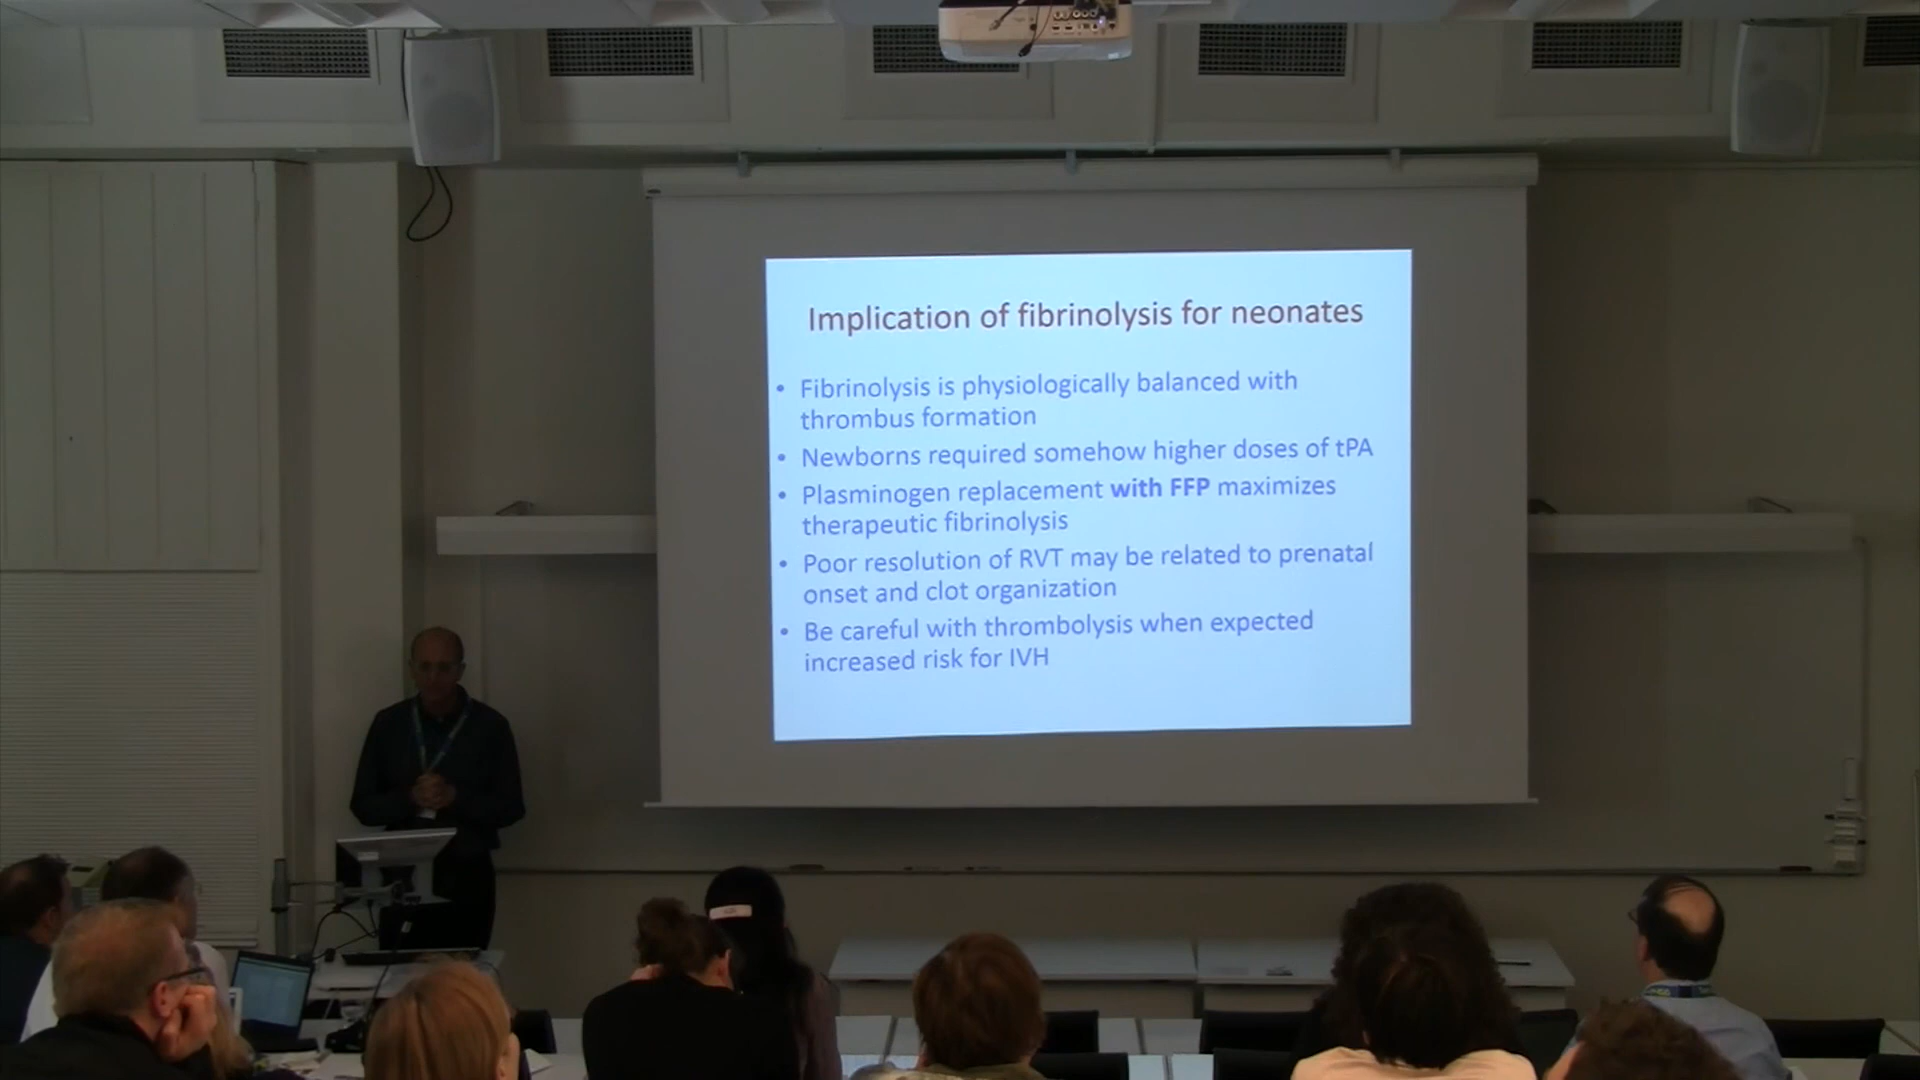 Implication of fibrinolysis for neonates
• Fibrinolysis is physiologically balanced with
thrombus formation
• Newborns required somehow higher doses of tPA
• Plasminogen replacement with FFP maximizes
therapeutic fibrinolysis
• Poor resolution of RVT may be related to prenatal
onset and clot organization
• Be careful with thrombolysis when expected
increased risk for IVH